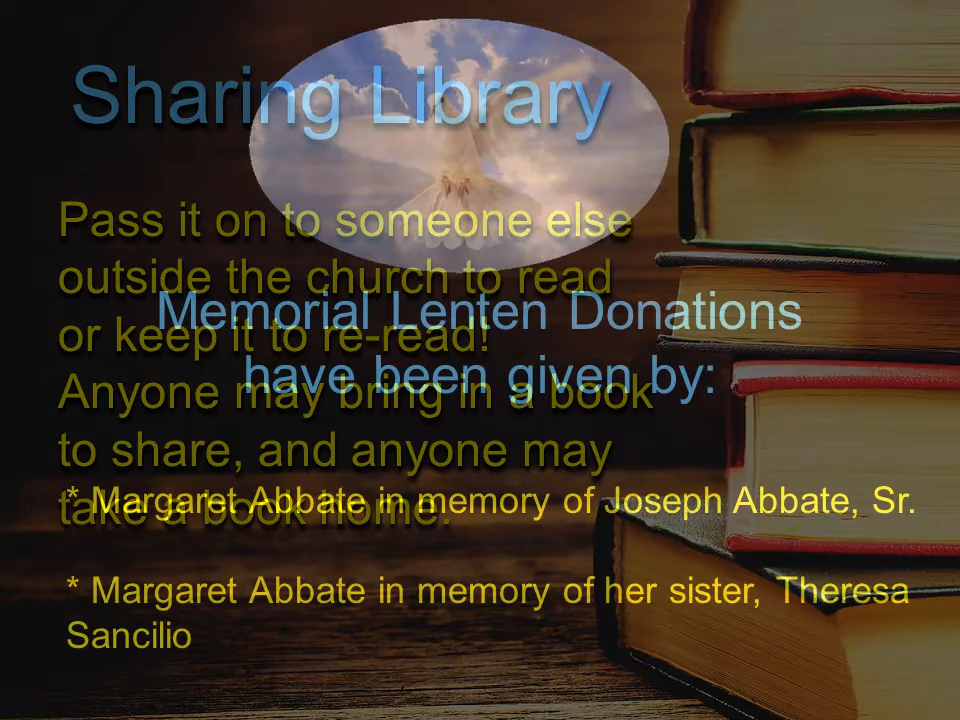 Sharing Library
Pass it on to someone else
outside the church to read
or keep it to re-read!
Anyone may bring in a book
to share, and anyone may
take a book home.
Memorial Lenten Donations
have been given by:
* Margaret Abbate in memory of Joseph Abbate, Sr.
* Margaret Abbate in memory of her sister, Theresa
Sancilio